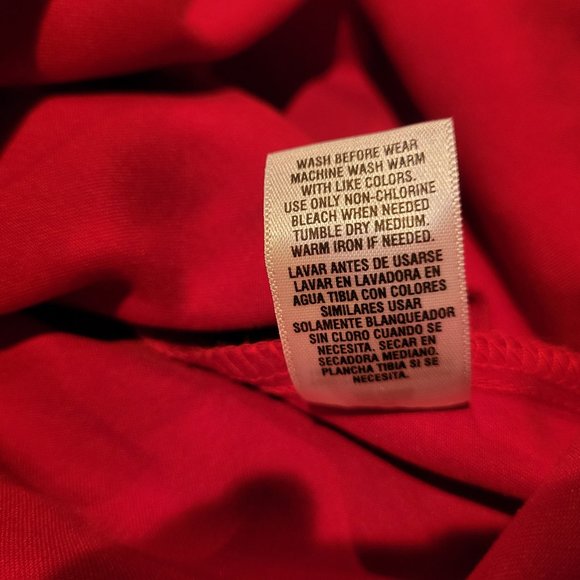 WASH BEFORE WEAR
MACHINE WASH WARM
WITH LIKE COLORS.
USE ONLY NON-CHLORINE
BLEACH WHEN NEEDED
TUMBLE DRY MEDIUM.
WARM IRON IF NEEDED.
LAVAR ANTES DE USARSE
LAVAR EN LAVADORA EN
AGUA TIBIA CON COLORES
SIMILARES USAR
SOLAMENTE BLANQUEADOR
SIN CLORO CUANDO SE
NECESITA. SECAR EN
SECADORA MEDIANO.
PLANCHA TIBIA SI SE
NECESITA.